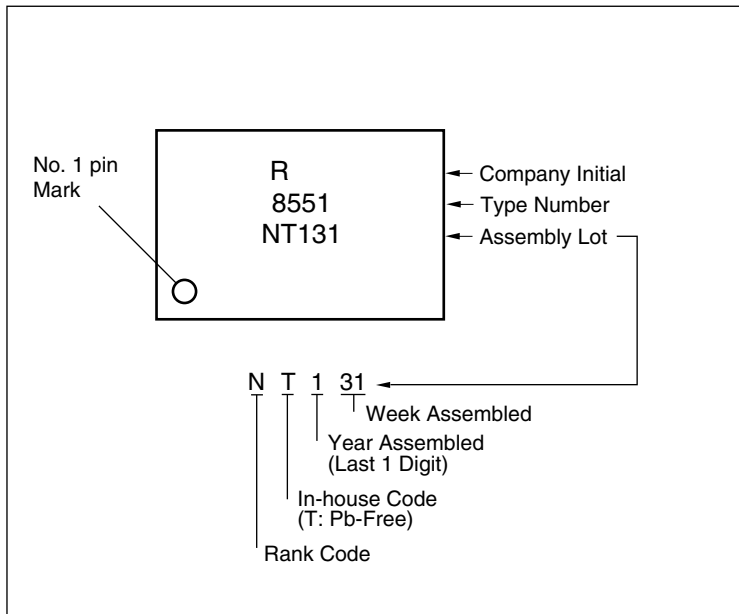 No. 1 pin
Mark
R
8551
NT131
Company Initial
Type Number
Assembly Lot
N T 1 31
Week Assembled
Year Assembled
(Last 1 Digit)
In-house Code
(T: Pb-Free)
Rank Code